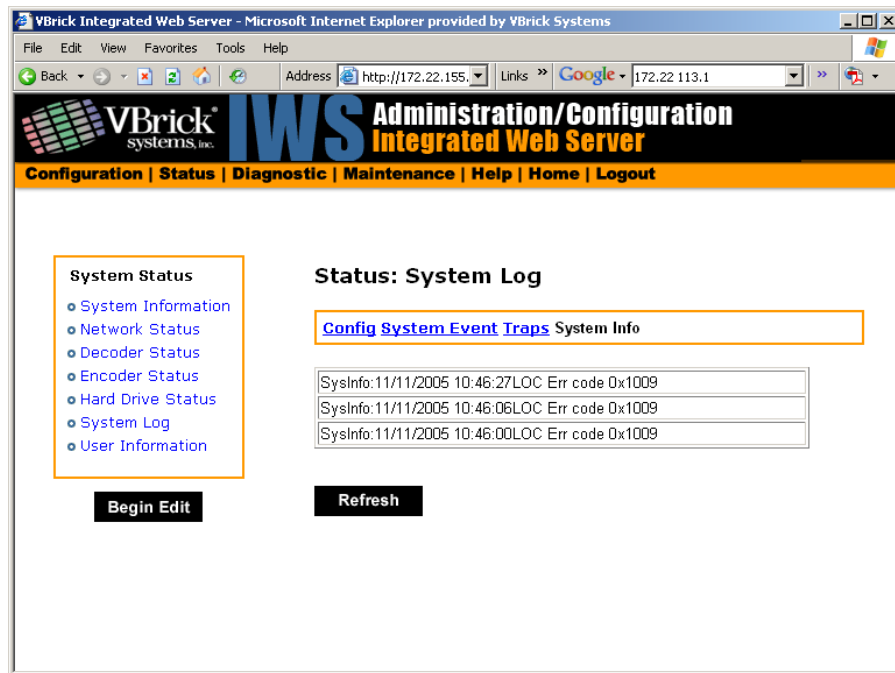 VBrick Integrated Web Server - Microsoft Internet Explorer provided by VBrick Systems
File Edit View Favorites Tools Help
Back Address http://172.22.155. Links » Google 172.22 113.1 »
VBrick systems, inc. IWS Administration/Configuration
Integrated Web Server
Configuration | Status | Diagnostic | Maintenance | Help | Home | Logout
System Status
System Information
Network Status
Decoder Status
Encoder Status
Hard Drive Status
System Log
User Information
Begin Edit
Status: System Log
Config System Event Traps System Info
SysInfo:11/11/2005 10:46:27LOC Err code 0x1009
SysInfo:11/11/2005 10:46:06LOC Err code 0x1009
SysInfo:11/11/2005 10:46:00LOC Err code 0x1009
Refresh